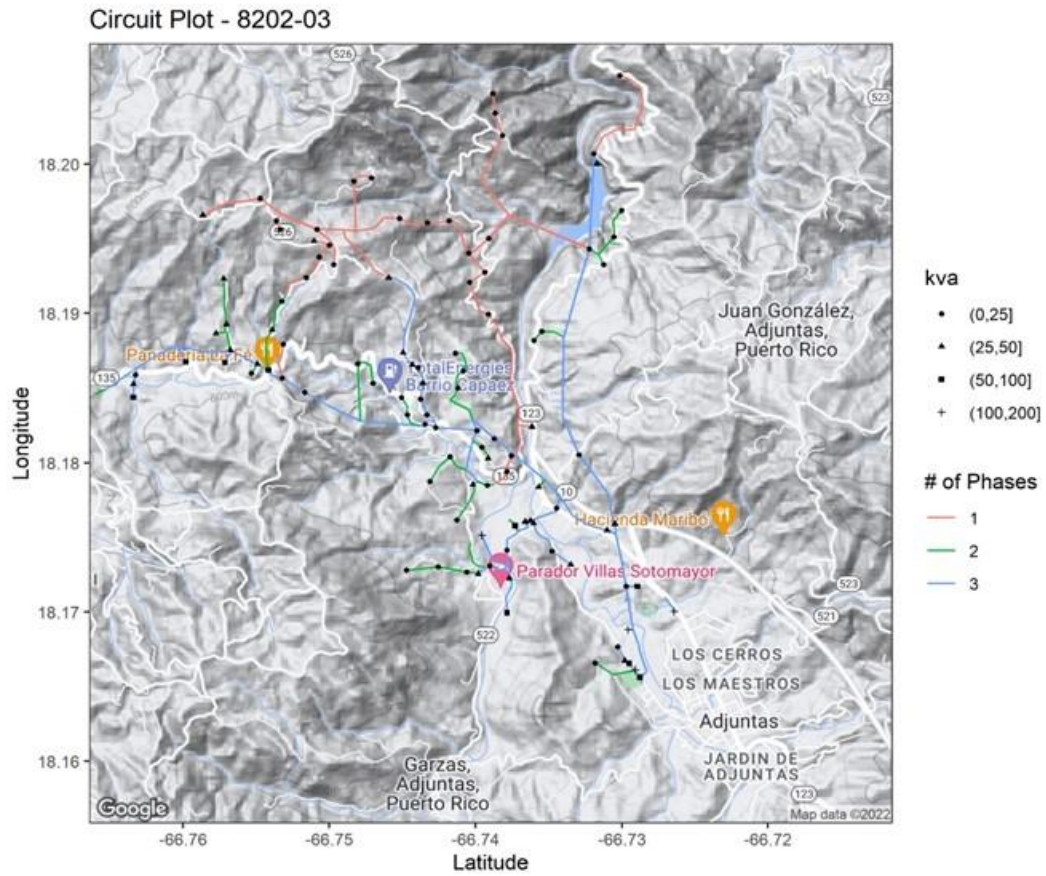 Circuit Plot - 8202-03
526
523
18.20
526
18.19
Juan González,
Adjuntas,
Puerto Rico
Panadería La Fe
TotalEnergies
Barrio Capaez
135
123
18.18
135
10
Hacienda Maribo
Parador Villas Sotomayor
523
521
18.17
522
LOS CERROS
LOS MAESTROS
Adjuntas
18.16
Garzas,
Adjuntas,
Puerto Rico
JARDIN DE
ADJUNTAS
123
Google
Map data ©2022
-66.76
-66.75
-66.74
-66.73
-66.72
Latitude
Longitude
kva
(0,25]
(25,50]
(50,100]
(100,200]
# of Phases
1
2
3